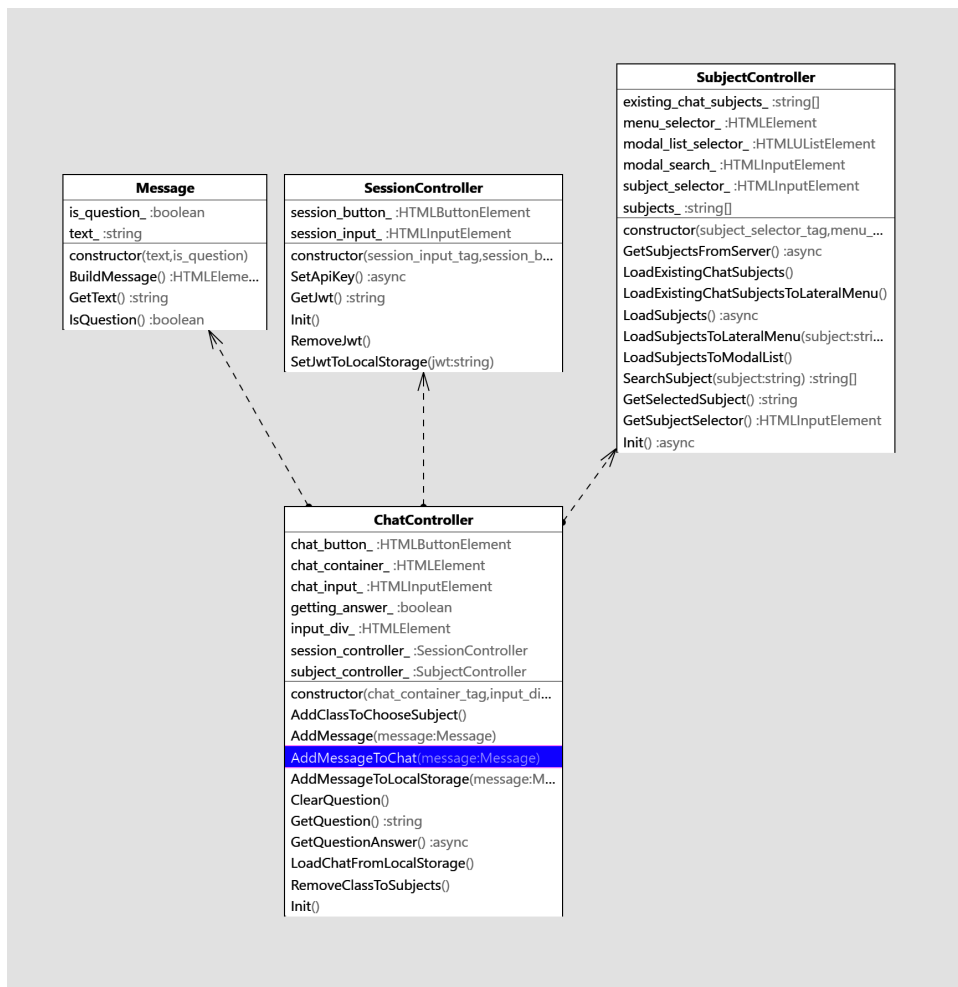 SubjectController
existing_chat_subjects_ :string[]
menu_selector_ :HTMLElement
modal_list_selector_ :HTMLUListElement
modal_search_ :HTMLInputElement
subject_selector_ :HTMLInputElement
subjects_ :string[]
constructor(subject_selector_tag,menu_...
GetSubjectsFromServer() :async
LoadExistingChatSubjects()
LoadExistingChatSubjectsToLateralMenu()
LoadSubjects() :async
LoadSubjectsToLateralMenu(subject:stri...
LoadSubjectsToModalList()
SearchSubject(subject:string) :string[]
GetSelectedSubject() :string
GetSubjectSelector() :HTMLInputElement
Init() :async
Message
is_question_ :boolean
text_ :string
constructor(text,is_question)
BuildMessage() :HTMLEleme...
GetText() :string
IsQuestion() :boolean
SessionController
session_button_ :HTMLButtonElement
session_input_ :HTMLInputElement
constructor(session_input_tag,session_b...
SetApiKey() :async
GetJwt() :string
Init()
RemoveJwt()
SetJwtToLocalStorage(jwt:string)
ChatController
chat_button_ :HTMLButtonElement
chat_container_ :HTMLElement
chat_input_ :HTMLInputElement
getting_answer_ :boolean
input_div_ :HTMLElement
session_controller_ :SessionController
subject_controller_ :SubjectController
constructor(chat_container_tag,input_di...
AddClassToChooseSubject()
AddMessage(message:Message)
AddMessageToChat(message:Message)
AddMessageToLocalStorage(message:M...
ClearQuestion()
GetQuestion() :string
GetQuestionAnswer() :async
LoadChatFromLocalStorage()
RemoveClassToSubjects()
Init()